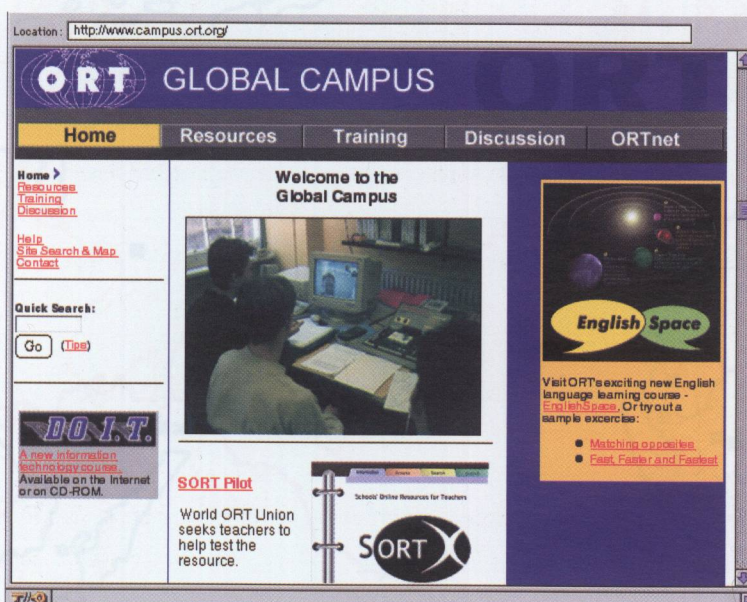 Location: http://www.campus.ort.org/
ORT GLOBAL CAMPUS
Home Resources Training Discussion ORTnet
Home
Resources
Training
Discussion
Help
Site Search & Map
Contact
Quick Search:
Go (Tips)
D.O. I.T.
A new information
technology course.
Available on the Internet
or on CD-ROM.
Welcome to the
Global Campus
SORT Pilot
World ORT Union
seeks teachers to
help test the
resource.
Information Search
Schools' Online Resources for Teachers
SORT
English Space
Visit ORT's exciting new English
language learning course -
EnglishSpace. Or try out a
sample excercise:
Matching opposites
Fast, Faster and Fastest